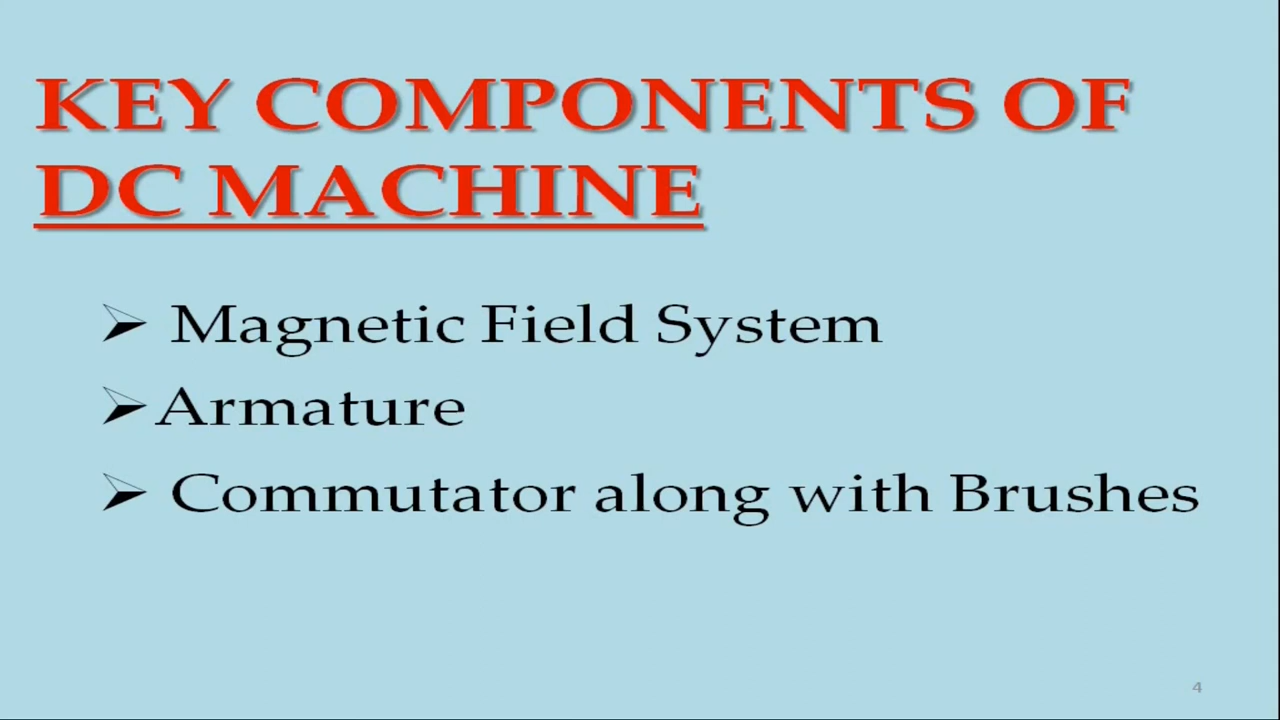 KEY COMPONENTS OF
DC MACHINE
➢ Magnetic Field System
➢Armature
➢ Commutator along with Brushes
4